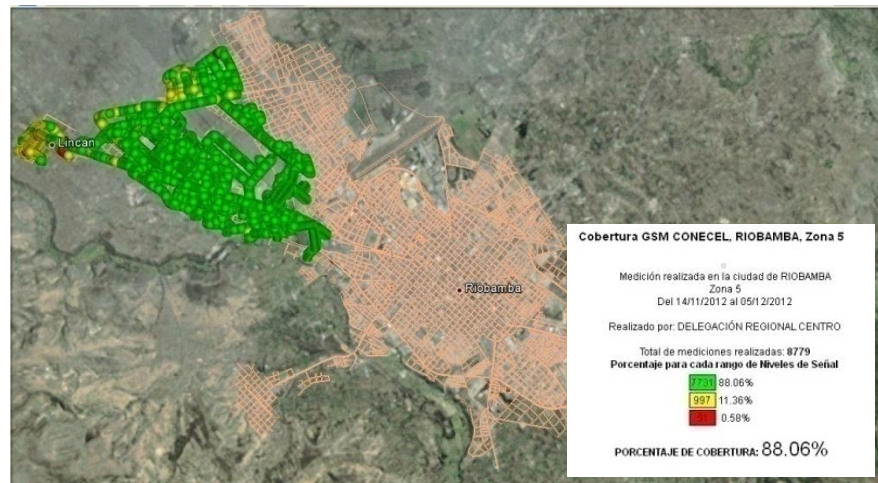 Lincan
Riobamba
Cobertura GSM CONECEL, RIOBAMBA, Zona 5
Medición realizada en la ciudad de RIOBAMBA
Zona 5
Del 14/11/2012 al 05/12/2012
Realizado por: DELEGACIÓN REGIONAL CENTRO
Total de mediciones realizadas: 8779
Porcentaje para cada rango de Niveles de Señal
7731 88.06%
997 11.36%
51 0.58%
PORCENTAJE DE COBERTURA: 88.06%